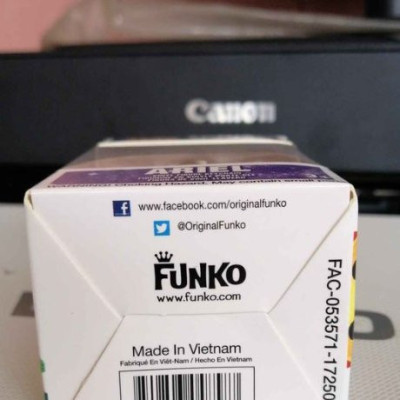 Canon
ARIEL
www.facebook.com/originalfunko
@OriginalFunko
FUNKO
www.funko.com
Made In Vietnam
Fabriqué En Viêt-Nam / Hecho En Vietnam
FAC-053571-17250